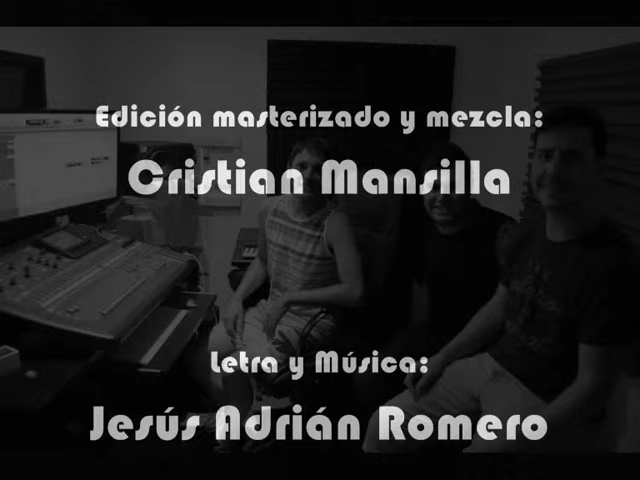 Edición masterizado y mezcla:
Cristian Mansilla
Letra y Música:
Jesús Adrián Romero